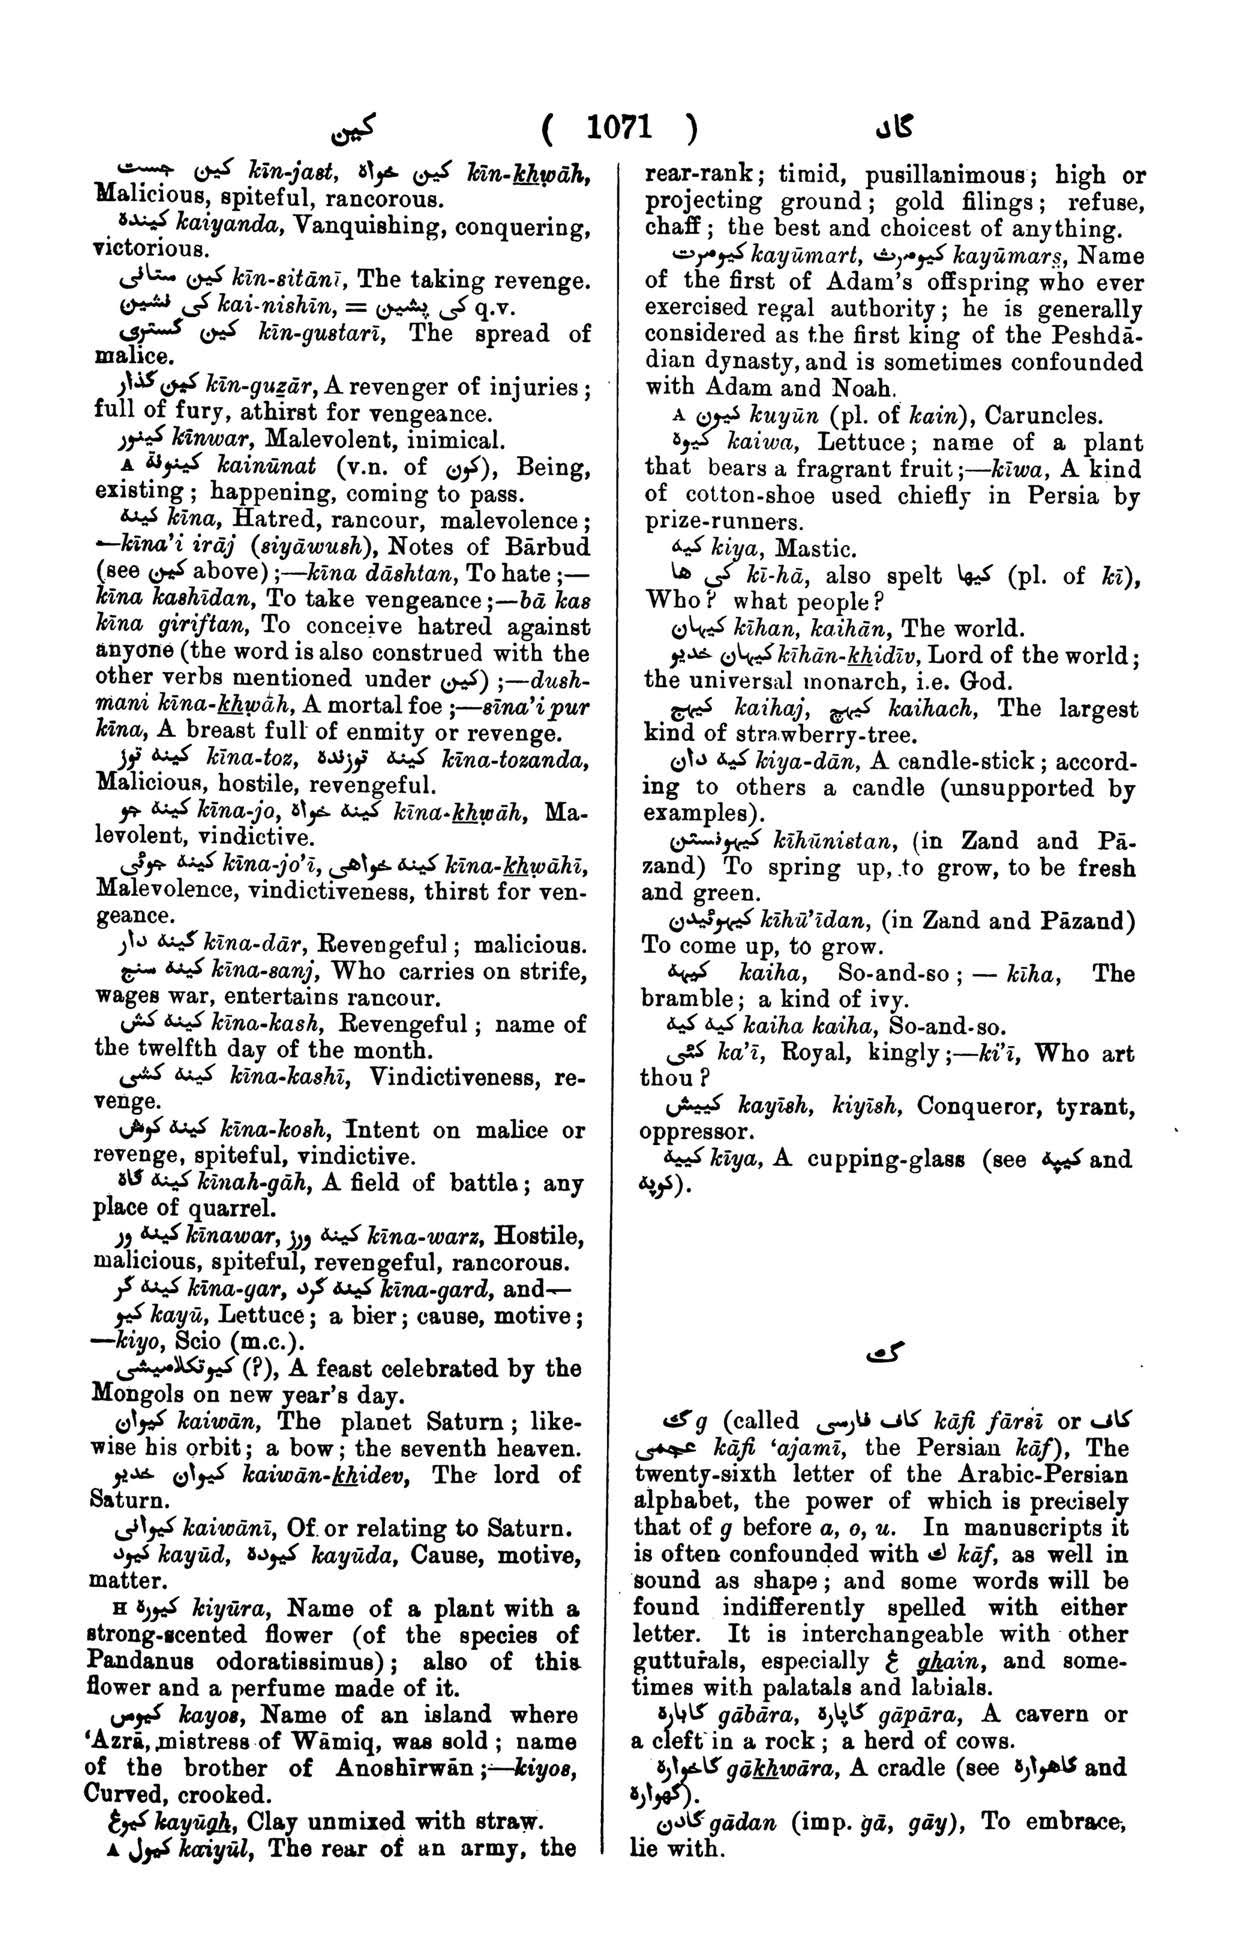 کین ( 1071 ) گاد
کین جست kīn-jast, کین خواه kīn-khẉāh,
Malicious, spiteful, rancorous.
کینده kaiyanda, Vanquishing, conquering,
victorious.
کین ستانی kīn-sitānī, The taking revenge.
کی نشین kai-nishīn, = کی پشین q.v.
کین گستری kīn-gustarī, The spread of
malice.
کین گذار kīn-guẕār, A revenger of injuries;
full of fury, athirst for vengeance.
کینور kīnwar, Malevolent, inimical.
A کینونة kainūnat (v.n. of کون), Being,
existing; happening, coming to pass.
کینه kīna, Hatred, rancour, malevolence;
—kīna'i irāj (siyāwush), Notes of Bārbud
(see کین above);—kīna dāshtan, To hate;—
kīna kashīdan, To take vengeance;—bā kas
kīna giriftan, To conceive hatred against
anyone (the word is also construed with the
other verbs mentioned under کین);—dush-
mani kīna-khẉāh, A mortal foe;—sīna'i pur
kīna, A breast full of enmity or revenge.
کینه توز kīna-toz, کینه توزنده kīna-tozanda,
Malicious, hostile, revengeful.
کینه جو kīna-jo, کینه خواه kīna-khẉāh, Ma-
levolent, vindictive.
کینه جوئی kīna-jo'ī, کینه خواهی kīna-khẉāhī,
Malevolence, vindictiveness, thirst for ven-
geance.
کینه دار kīna-dār, Revengeful; malicious.
کینه سنج kīna-sanj, Who carries on strife,
wages war, entertains rancour.
کینه کش kīna-kash, Revengeful; name of
the twelfth day of the month.
کینه کشی kīna-kashī, Vindictiveness, re-
venge.
کینه کوش kīna-kosh, Intent on malice or
revenge, spiteful, vindictive.
کینه گاه kīnah-gāh, A field of battle; any
place of quarrel.
کینه ور kīnawar, کینه ورز kīna-warz, Hostile,
malicious, spiteful, revengeful, rancorous.
کینه گر kīna-gar, کینه گرد kīna-gard, and—
کیو kayū, Lettuce; a bier; cause, motive;
—kiyo, Scio (m.c.).
کیوتکلامیشی (?), A feast celebrated by the
Mongols on new year's day.
کیوان kaiwān, The planet Saturn; like-
wise his orbit; a bow; the seventh heaven.
کیوان خدیو kaiwān-khidev, The lord of
Saturn.
کیوانی kaiwānī, Of or relating to Saturn.
کیود kayūd, کیوده kayūda, Cause, motive,
matter.
H کیوره kiyūra, Name of a plant with a
strong-scented flower (of the species of
Pandanus odoratissimus); also of this
flower and a perfume made of it.
کیوس kayos, Name of an island where
'Azrā, mistress of Wāmiq, was sold; name
of the brother of Anoshīrwān;—kiyos,
Curved, crooked.
کیوغ kayūgh, Clay unmixed with straw.
A کیول kaiyūl, The rear of an army, the
rear-rank; timid, pusillanimous; high or
projecting ground; gold filings; refuse,
chaff; the best and choicest of anything.
کیومرت kayūmart, کیومرث kayūmars̤, Name
of the first of Adam's offspring who ever
exercised regal authority; he is generally
considered as the first king of the Peshdā-
dian dynasty, and is sometimes confounded
with Adam and Noah.
A کیون kuyūn (pl. of kain), Caruncles.
کیوه kaiwa, Lettuce; name of a plant
that bears a fragrant fruit;—kīwa, A kind
of cotton-shoe used chiefly in Persia by
prize-runners.
کیه kiya, Mastic.
کی ها kī-hā, also spelt کیها (pl. of kī),
Who? what people?
کیهان kīhan, kaihān, The world.
کیهان خدیو kīhān-khidīv, Lord of the world;
the universal monarch, i.e. God.
کیهج kaihaj, کیهچ kaihach, The largest
kind of strawberry-tree.
کیه دان kiya-dān, A candle-stick; accord-
ing to others a candle (unsupported by
examples).
کیهونستن kīhūnistan, (in Zand and Pā-
zand) To spring up, to grow, to be fresh
and green.
کیهوئیدن kīhū'īdan, (in Zand and Pāzand)
To come up, to grow.
کیهه kaiha, So-and-so; — kīha, The
bramble; a kind of ivy.
کیه کیه kaiha kaiha, So-and-so.
کئی ka'ī, Royal, kingly;—ki'ī, Who art
thou?
کییش kayīsh, kiyīsh, Conqueror, tyrant,
oppressor.
کییه kīya, A cupping-glass (see کیپه and
کوپه).
گ
گ g (called کاف فارسی kāfi fārsī or کاف
عجمی kāfi 'ajamī, the Persian kāf), The
twenty-sixth letter of the Arabic-Persian
alphabet, the power of which is precisely
that of g before a, o, u. In manuscripts it
is often confounded with ك kāf, as well in
sound as shape; and some words will be
found indifferently spelled with either
letter. It is interchangeable with other
gutturals, especially غ ghain, and some-
times with palatals and labials.
گاباره gābāra, گاپاره gāpāra, A cavern or
a cleft in a rock; a herd of cows.
گاخواره gākhwāra, A cradle (see گاهواره and
گهواره).
گادن gādan (imp. gā, gāy), To embrace,
lie with.